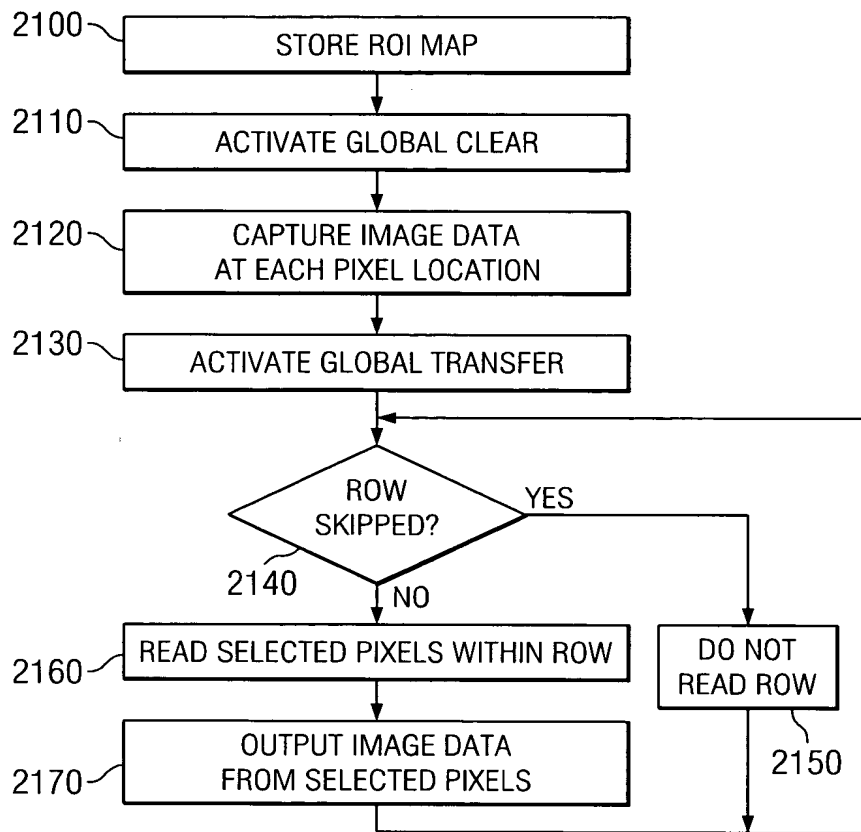 2100
STORE ROI MAP
2110
ACTIVATE GLOBAL CLEAR
2120
CAPTURE IMAGE DATA
AT EACH PIXEL LOCATION
2130
ACTIVATE GLOBAL TRANSFER
ROW
SKIPPED?
YES
2140
NO
2160
READ SELECTED PIXELS WITHIN ROW
DO NOT
READ ROW
2150
2170
OUTPUT IMAGE DATA
FROM SELECTED PIXELS